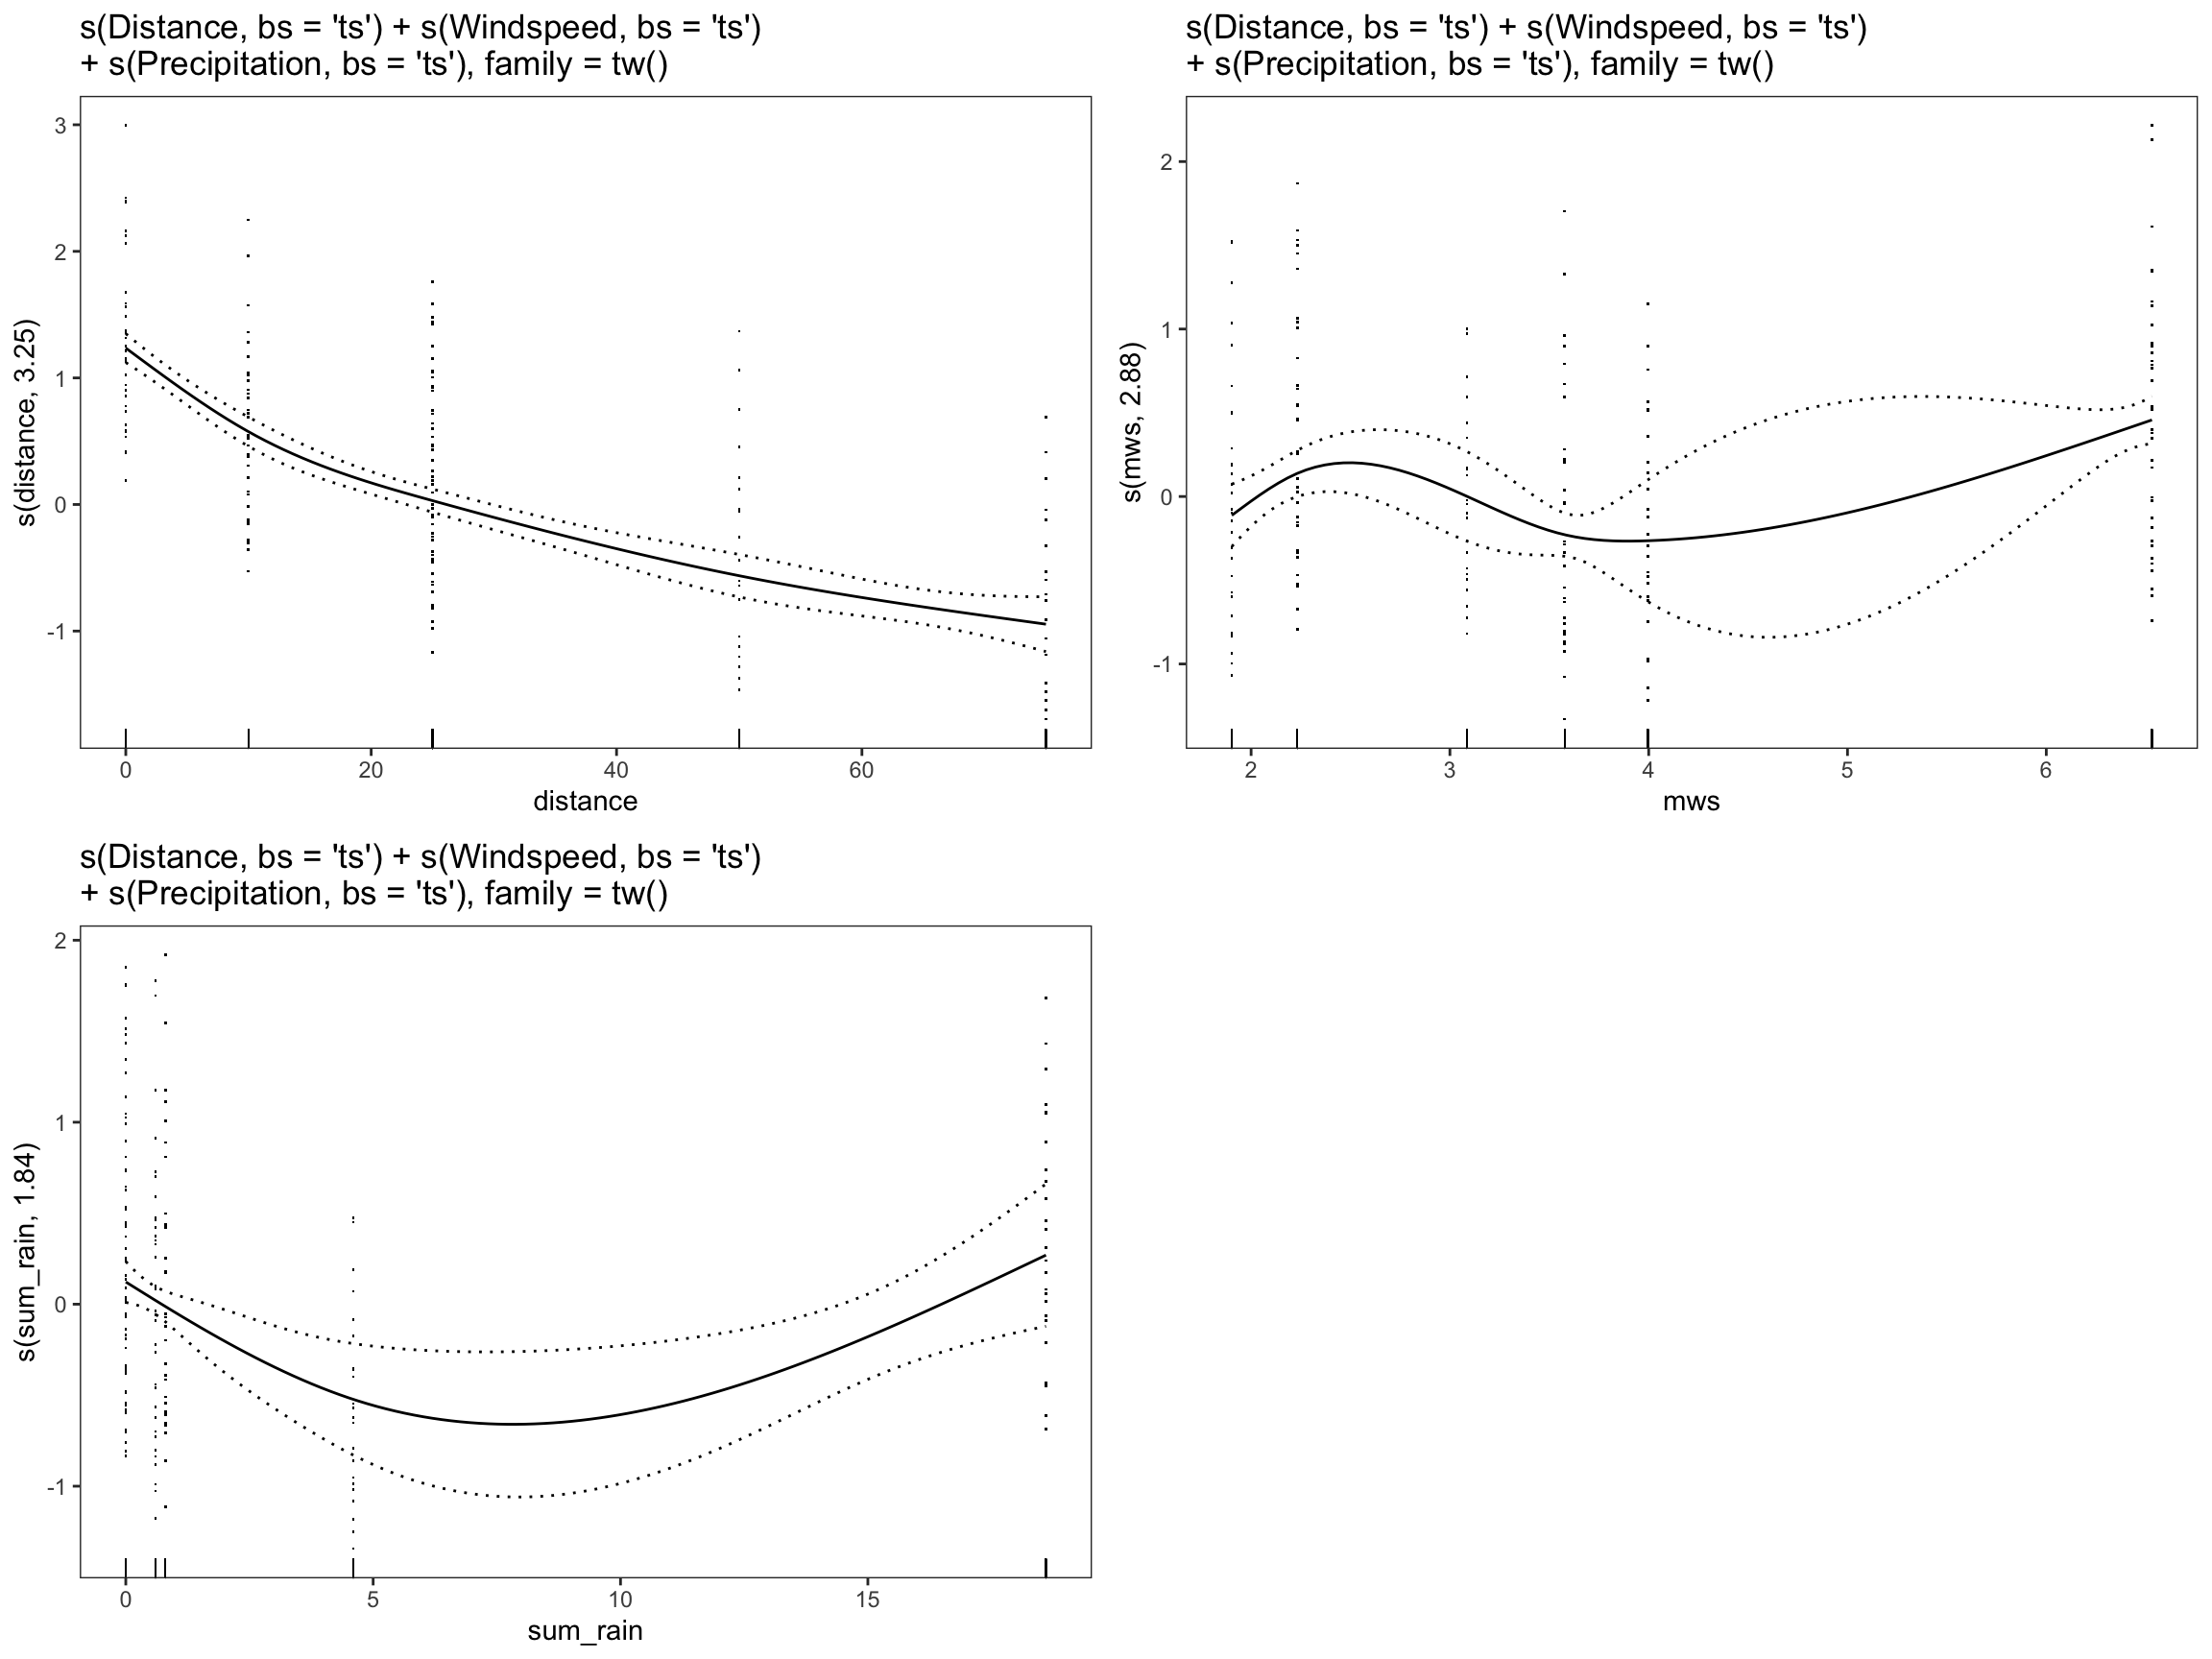 s(Distance, bs = 'ts') + s(Windspeed, bs = 'ts')
+ s(Precipitation, bs = 'ts'), family = tw()
3
2
1
0
-1
s(distance, 3.25)
0
20
40
60
distance
s(Distance, bs = 'ts') + s(Windspeed, bs = 'ts')
+ s(Precipitation, bs = 'ts'), family = tw()
2
1
0
-1
s(mws, 2.88)
2
3
4
5
6
mws
s(Distance, bs = 'ts') + s(Windspeed, bs = 'ts')
+ s(Precipitation, bs = 'ts'), family = tw()
2
1
0
-1
s(sum_rain, 1.84)
0
5
10
15
sum_rain